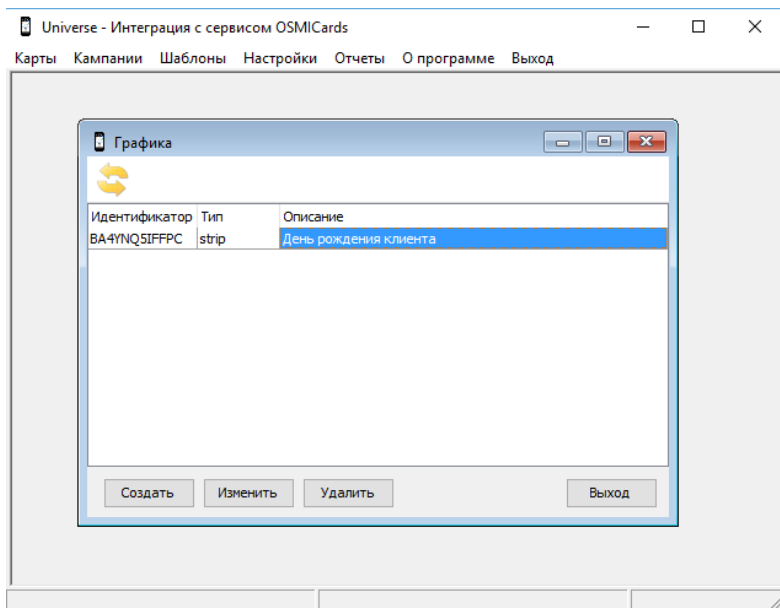 Universe - Интеграция с сервисом OSMICards
Карты Кампании Шаблоны Настройки Отчеты О программе Выход
Графика
Идентификатор Тип Описание
BA4YNQ5IFFPC strip День рождения клиента
Создать Изменить Удалить Выход